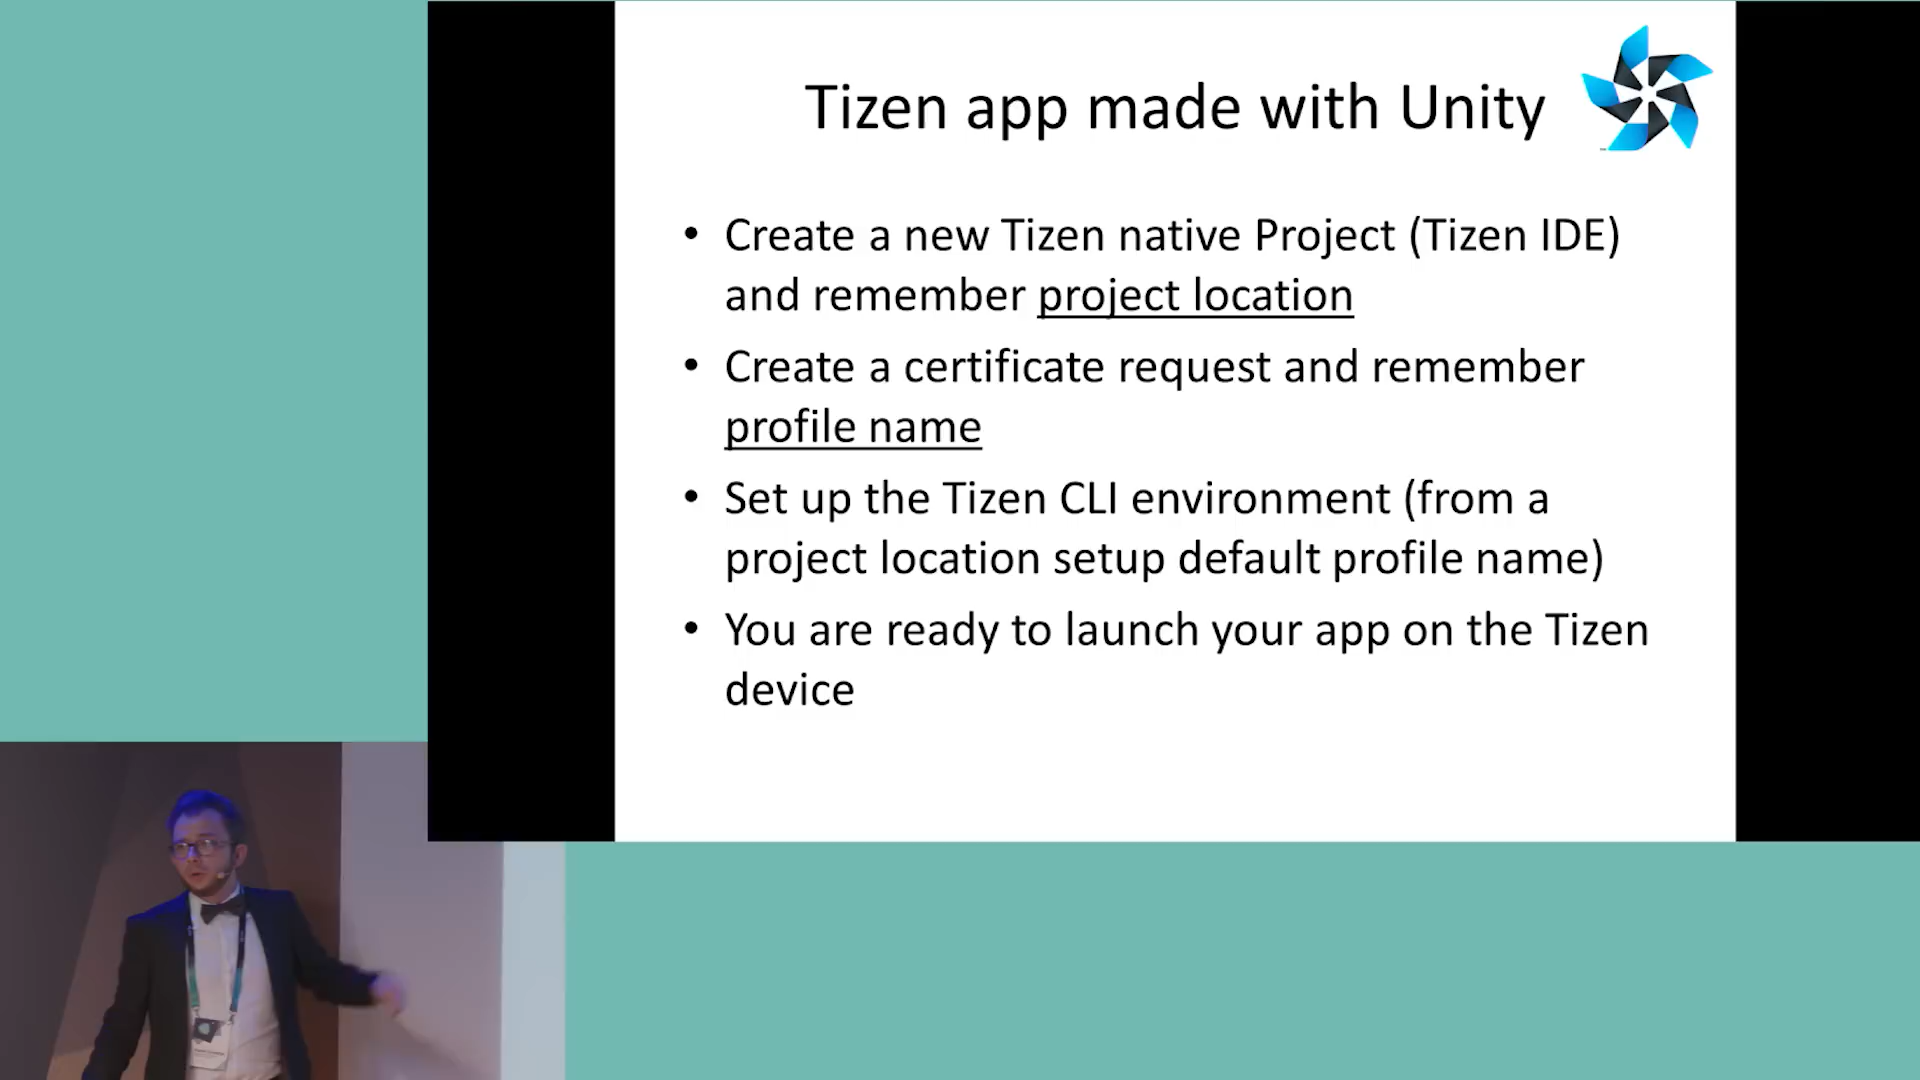 Tizen app made with Unity
• Create a new Tizen native Project (Tizen IDE)
and remember project location
• Create a certificate request and remember
profile name
• Set up the Tizen CLI environment (from a
project location setup default profile name)
• You are ready to launch your app on the Tizen
device